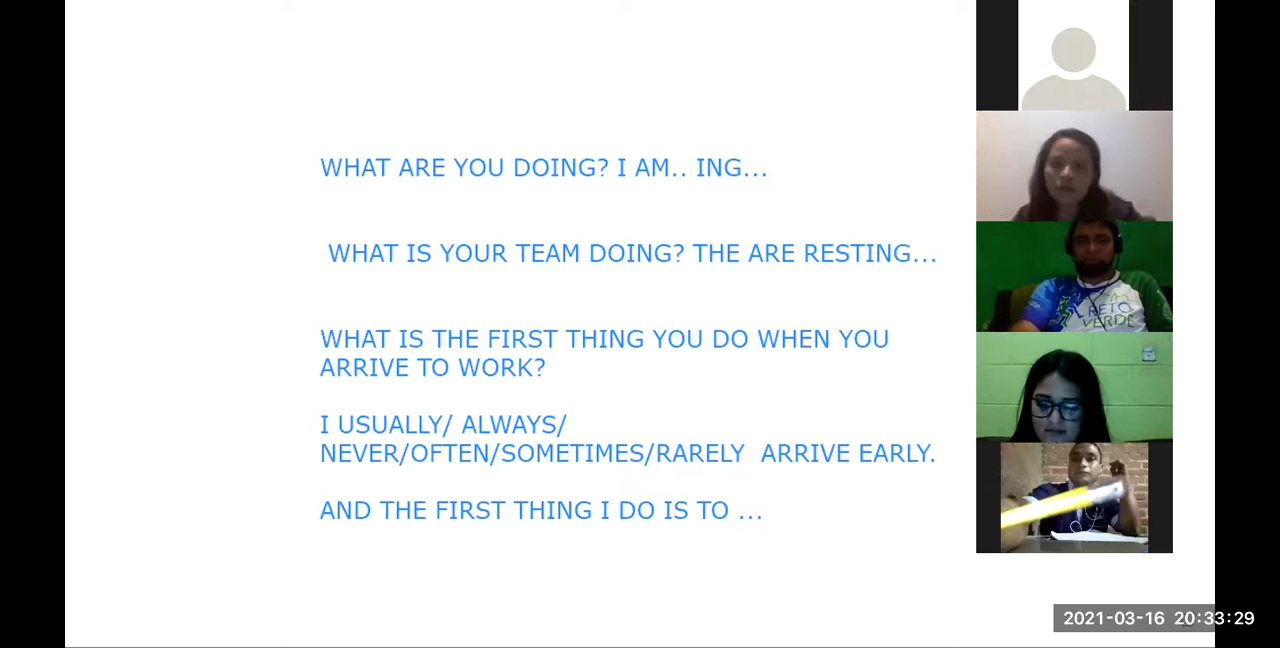 WHAT ARE YOU DOING? I AM.. ING...
WHAT IS YOUR TEAM DOING? THE ARE RESTING...
WHAT IS THE FIRST THING YOU DO WHEN YOU
ARRIVE TO WORK?
I USUALLY/ ALWAYS/
NEVER/OFTEN/SOMETIMES/RARELY  ARRIVE EARLY.
AND THE FIRST THING I DO IS TO ...
RETO
VERDE
2021-03-16 20:33:29